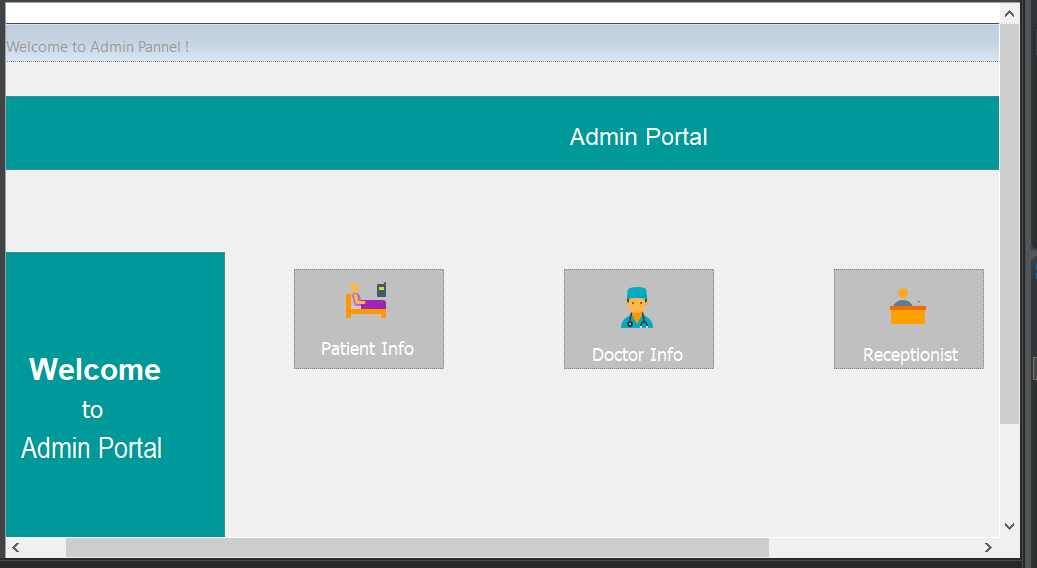 Welcome to Admin Pannel !
Admin Portal
Welcome
to
Admin Portal
Patient Info
Doctor Info
Receptionist